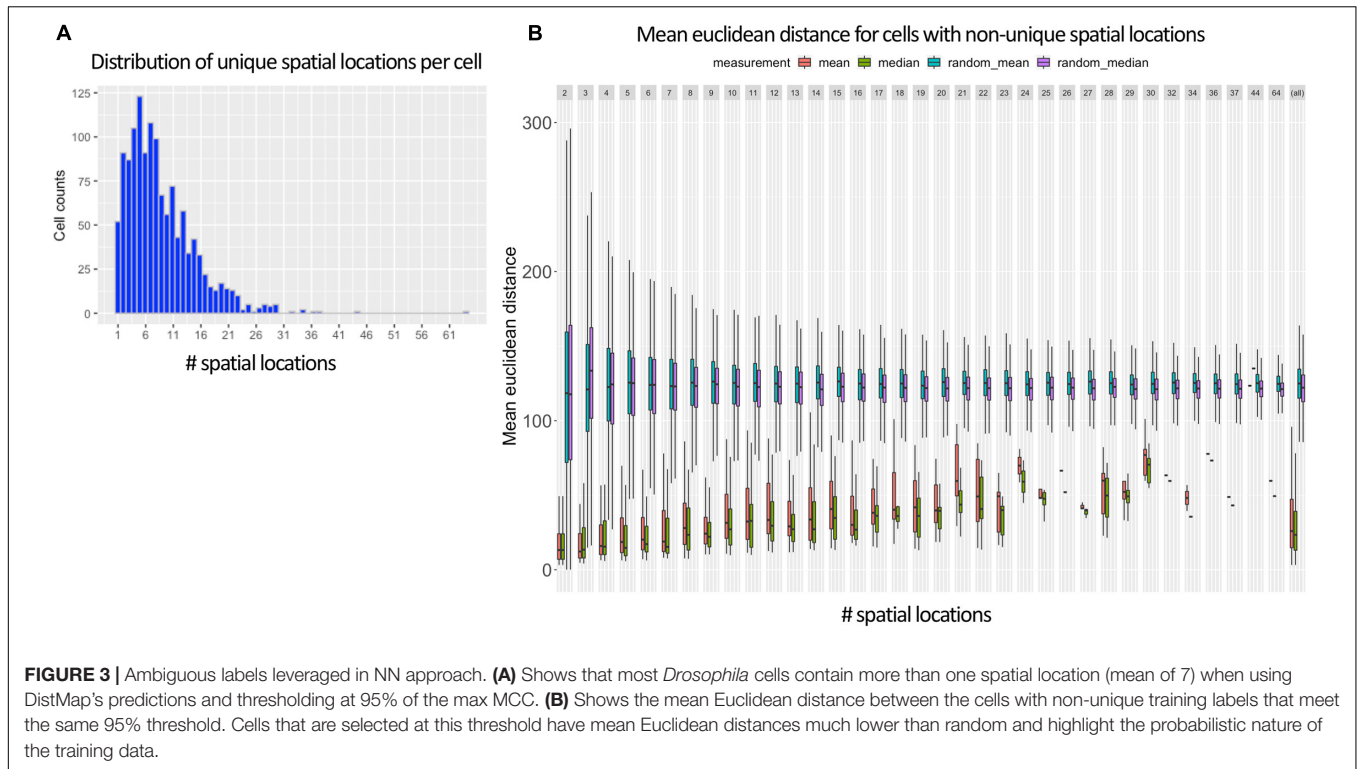 A
Distribution of unique spatial locations per cell
125
100
75
50
25
0
Cell counts
1 6 11 16 21 26 31 36 41 46 51 56 61
# spatial locations
B
Mean euclidean distance for cells with non-unique spatial locations
measurement mean median random_mean random_median
2 3 4 5 6 7 8 9 10 11 12 13 14 15 16 17 18 19 20 21 22 23 24 25 26 27 28 29 30 32 34 36 37 44 64 (all)
300
200
100
0
Mean euclidean distance
# spatial locations
FIGURE 3 | Ambiguous labels leveraged in NN approach. (A) Shows that most Drosophila cells contain more than one spatial location (mean of 7) when using
DistMap's predictions and thresholding at 95% of the max MCC. (B) Shows the mean Euclidean distance between the cells with non-unique training labels that meet
the same 95% threshold. Cells that are selected at this threshold have mean Euclidean distances much lower than random and highlight the probabilistic nature of
the training data.